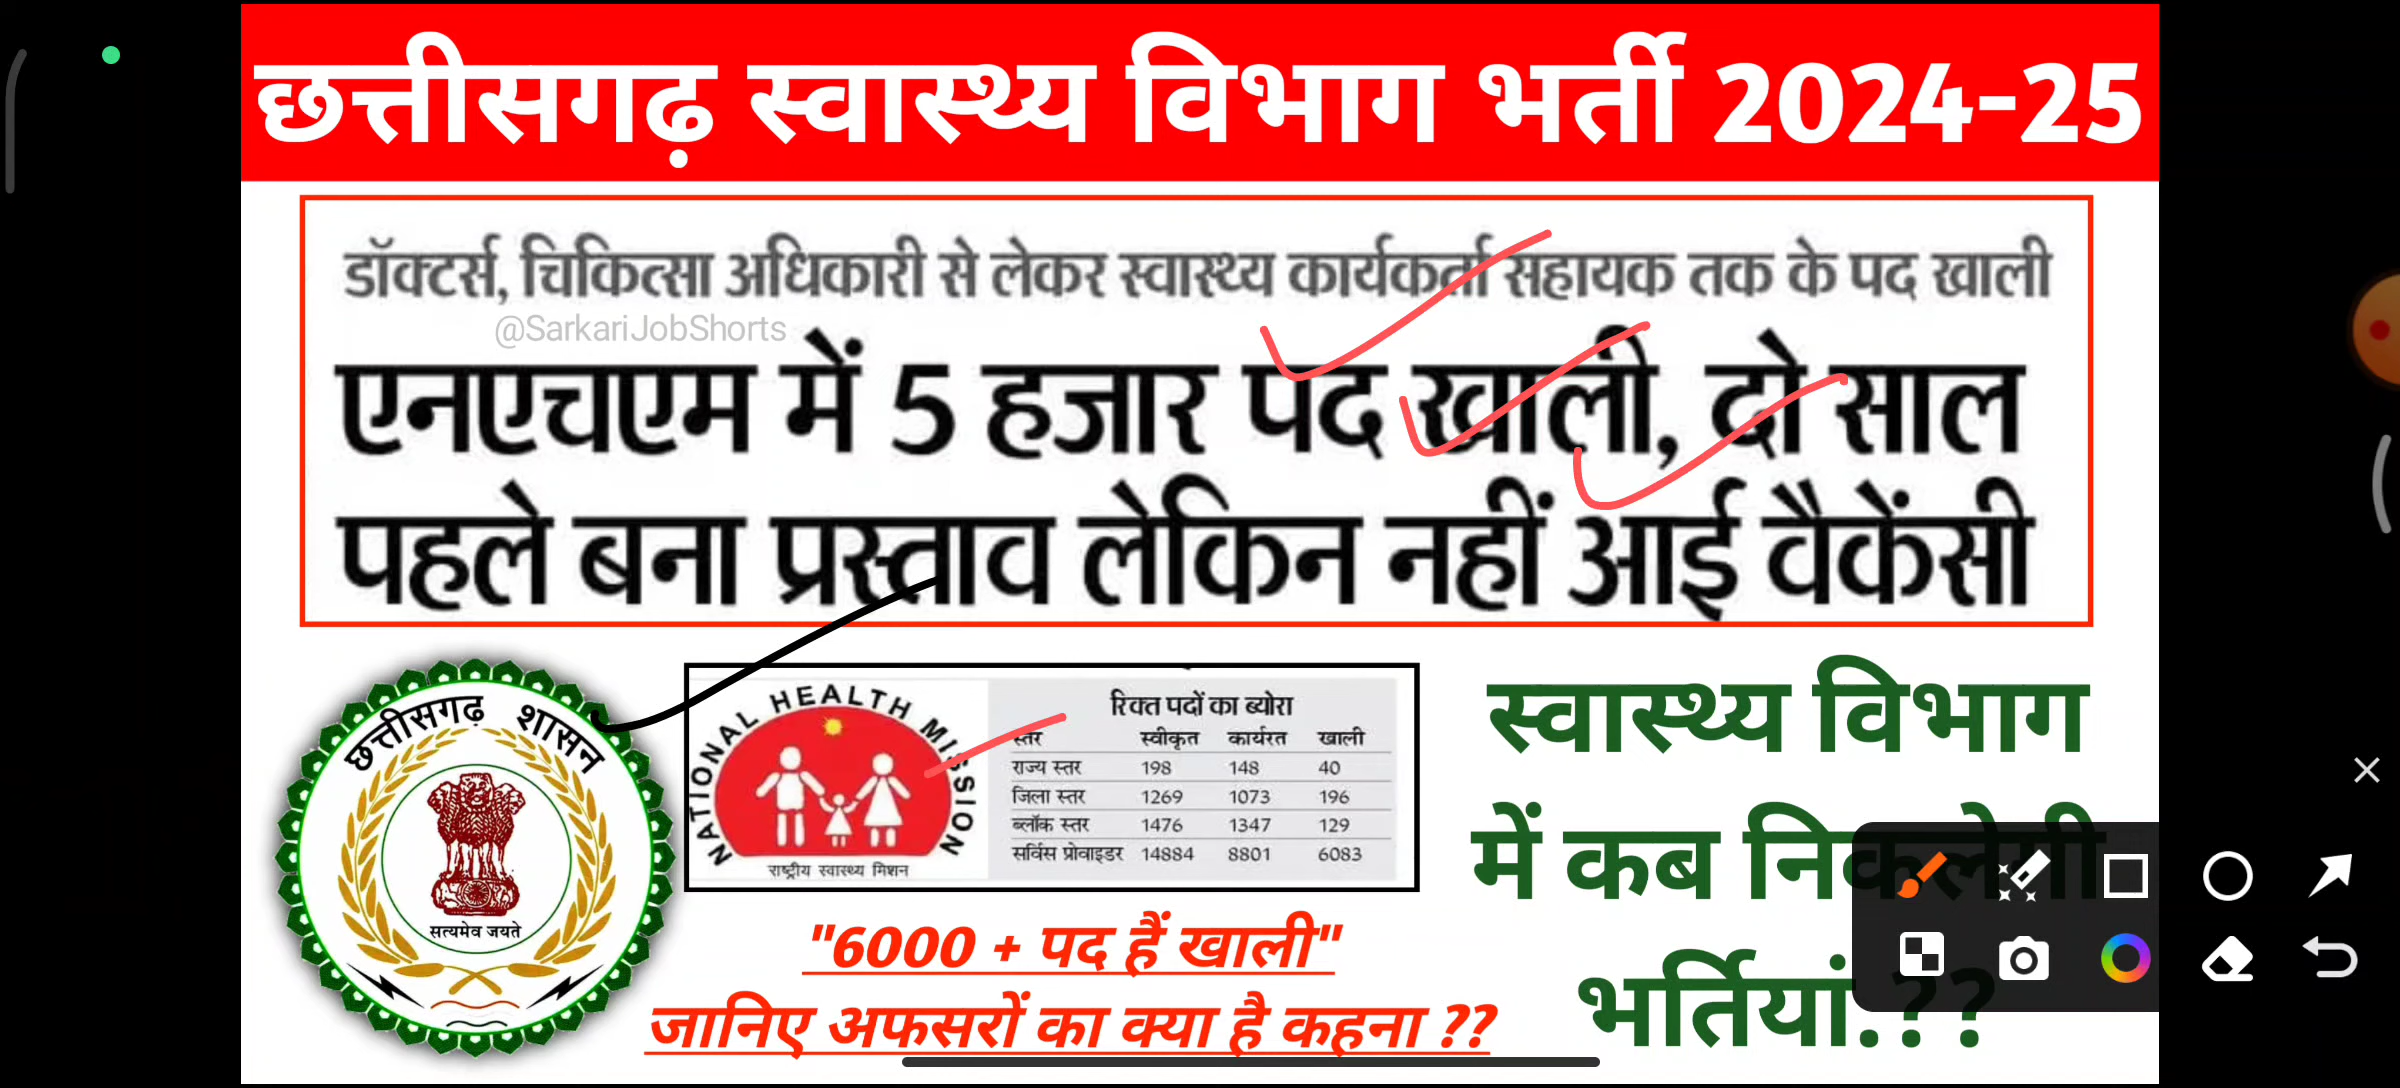 छत्तीसगढ़ स्वास्थ्य विभाग भर्ती 2024-25
डॉक्टर्स, चिकित्सा अधिकारी से लेकर स्वास्थ्य कार्यकर्ता सहायक तक के पद खाली
@SarkariJobShorts
एनएचएम में 5 हजार पद खाली, दो साल
पहले बना प्रस्ताव लेकिन नहीं आई वैकेंसी
छत्तीसगढ़ शासन
सत्यमेव जयते
NATIONAL HEALTH MISSION
राष्ट्रीय स्वास्थ्य मिशन
रिक्त पदों का ब्योरा
स्तर स्वीकृत कार्यरत खाली
राज्य स्तर 198 148 40
जिला स्तर 1269 1073 196
ब्लॉक स्तर 1476 1347 129
सर्विस प्रोवाइडर 14884 8801 6083
"6000 + पद हैं खाली"
जानिए अफसरों का क्या है कहना ??
स्वास्थ्य विभाग
में कब निकलेगी
भर्तियां.??